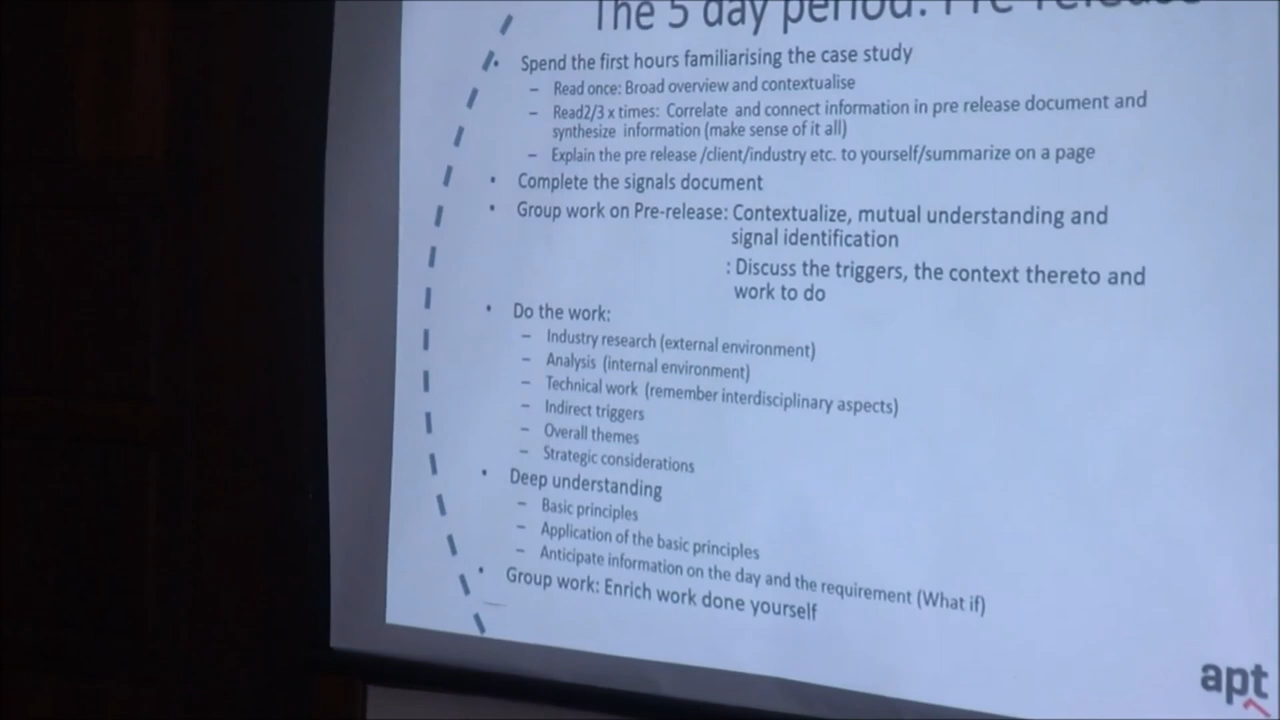 The 5 day period: Pre-release
• Spend the first hours familiarising the case study
– Read once: Broad overview and contextualise
– Read2/3 x times: Correlate and connect information in pre release document and
synthesize information (make sense of it all)
– Explain the pre release /client/industry etc. to yourself/summarize on a page
• Complete the signals document
• Group work on Pre-release: Contextualize, mutual understanding and
signal identification
: Discuss the triggers, the context thereto and
work to do
• Do the work:
– Industry research (external environment)
– Analysis (internal environment)
– Technical work (remember interdisciplinary aspects)
– Indirect triggers
– Overall themes
– Strategic considerations
• Deep understanding
– Basic principles
– Application of the basic principles
– Anticipate information on the day and the requirement (What if)
• Group work: Enrich work done yourself
apt